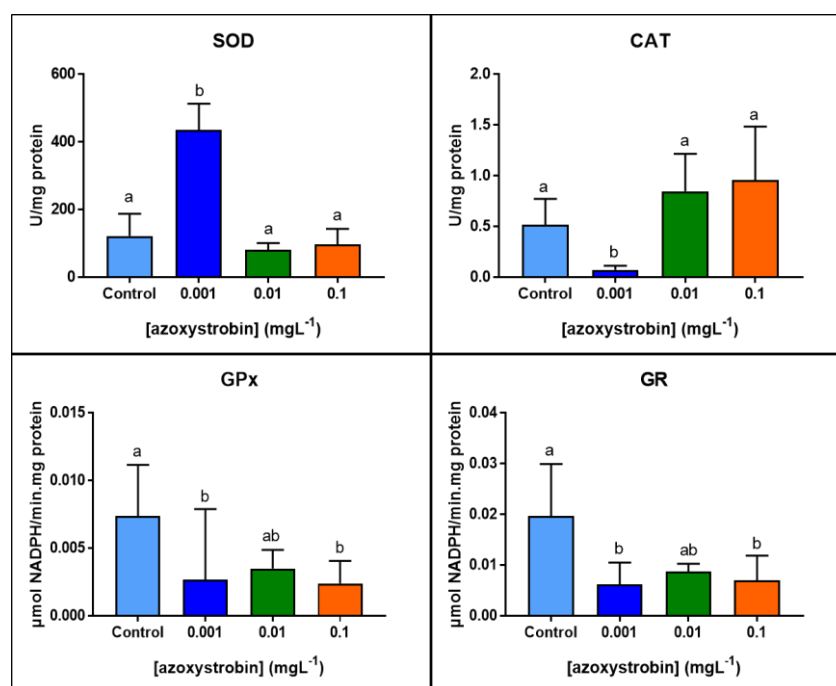 SOD
U/mg protein
600
400
200
0
a
b
a
a
Control 0.001 0.01 0.1
[azoxystrobin] (mgL⁻¹)
CAT
U/mg protein
2.0
1.5
1.0
0.5
0.0
a
b
a
a
Control 0.001 0.01 0.1
[azoxystrobin] (mgL⁻¹)
GPx
µmol NADPH/min.mg protein
0.015
0.010
0.005
0.000
a
b
ab
b
Control 0.001 0.01 0.1
[azoxystrobin] (mgL⁻¹)
GR
µmol NADPH/min.mg protein
0.04
0.03
0.02
0.01
0.00
a
b
ab
b
Control 0.001 0.01 0.1
[azoxystrobin] (mgL⁻¹)